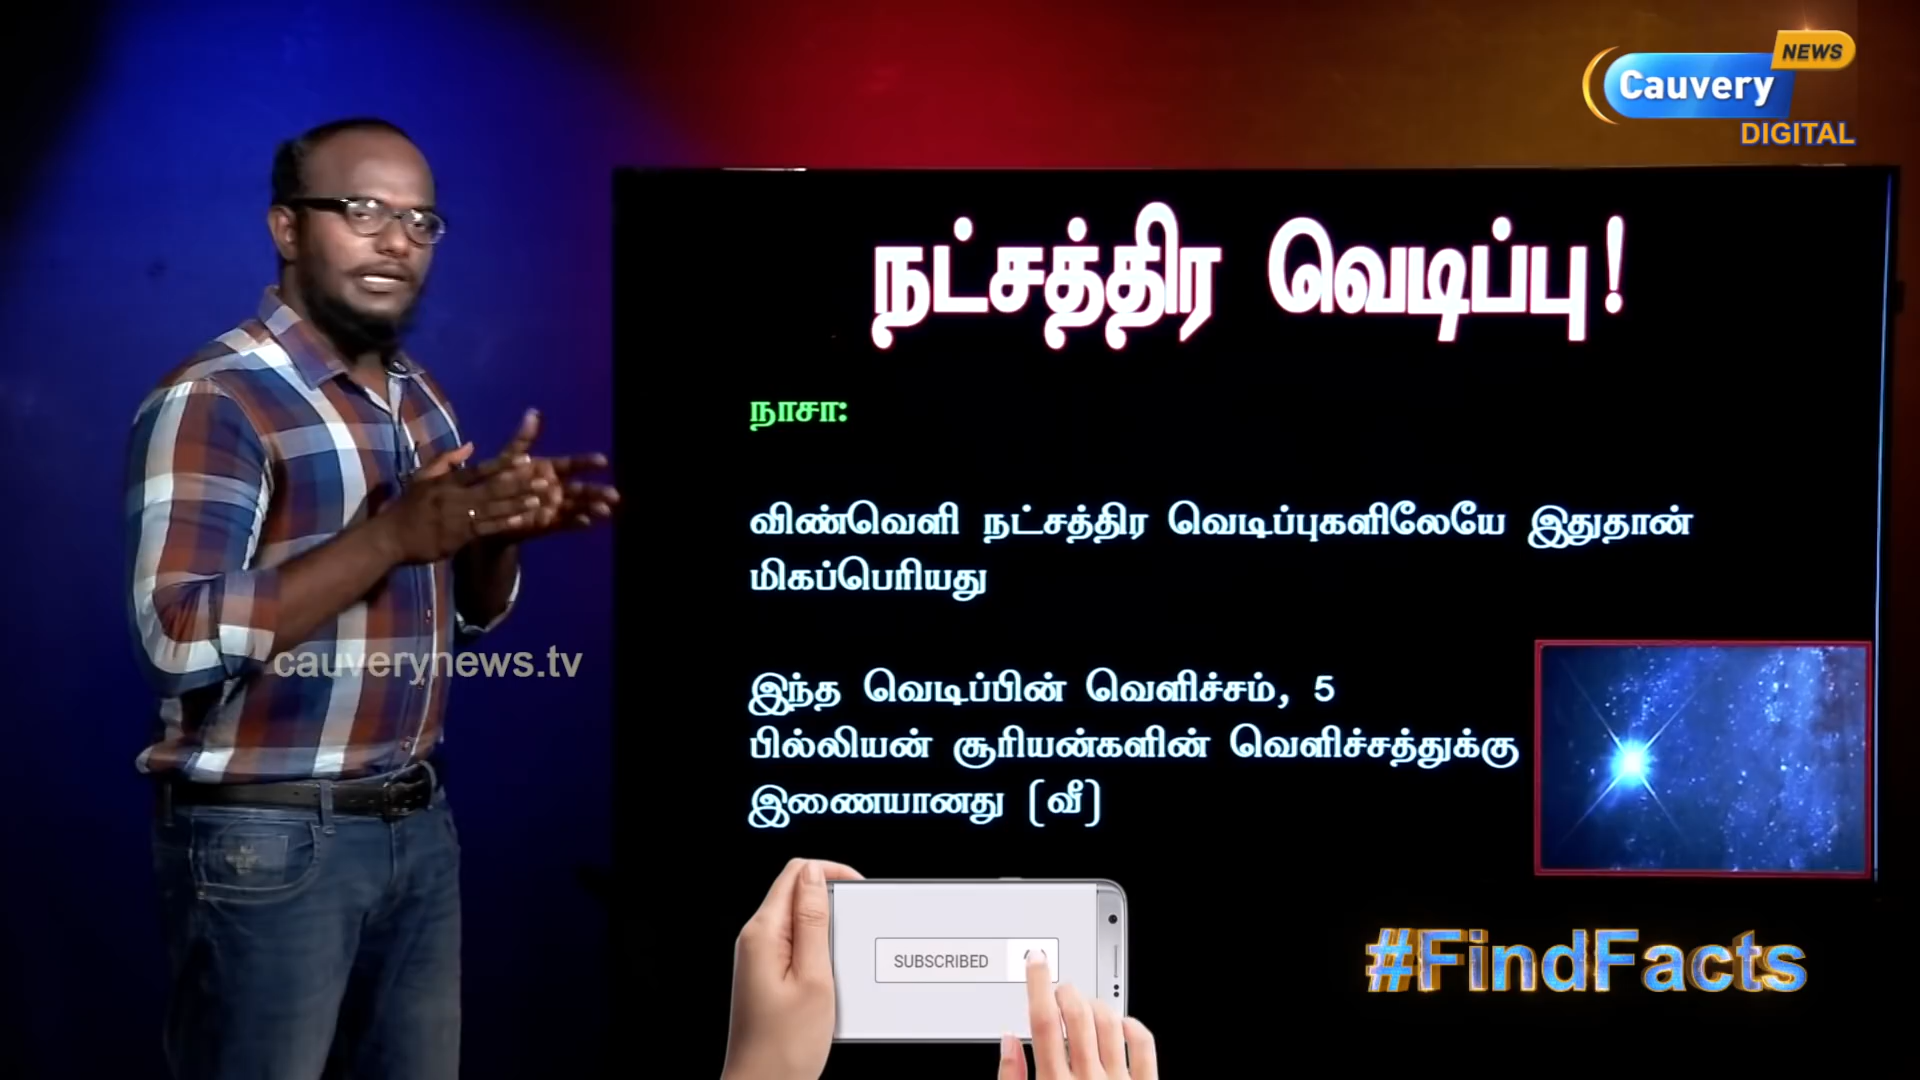 NEWS
Cauvery
DIGITAL
நட்சத்திர வெடிப்பு!
நாசா:
விண்வெளி நட்சத்திர வெடிப்புகளிலேயே இதுதான்
மிகப்பெரியது
cauverynews.tv
இந்த வெடிப்பின் வெளிச்சம், 5
பில்லியன் சூரியன்களின் வெளிச்சத்துக்கு
இணையானது (வீ)
SUBSCRIBED
#FindFacts